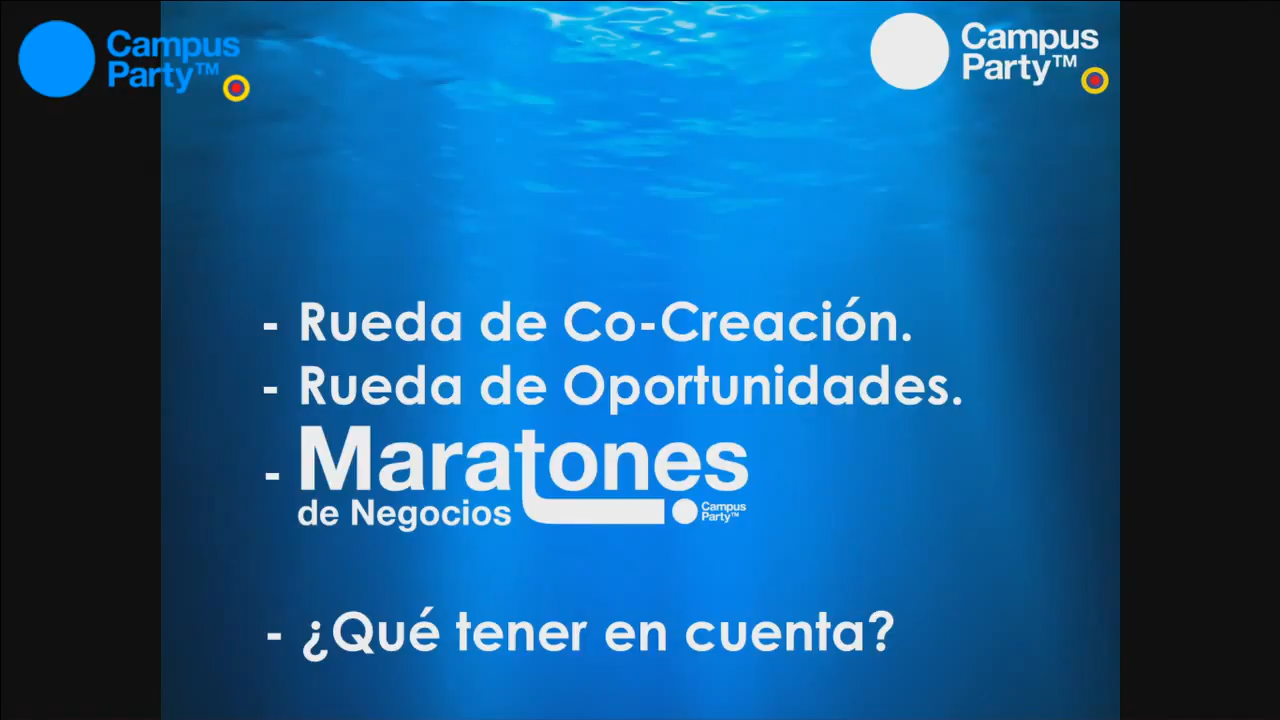 Campus
Party™
Campus
Party™
- Rueda de Co-Creación.
- Rueda de Oportunidades.
- Maratones
de Negocios
Campus
Party™
- ¿Qué tener en cuenta?